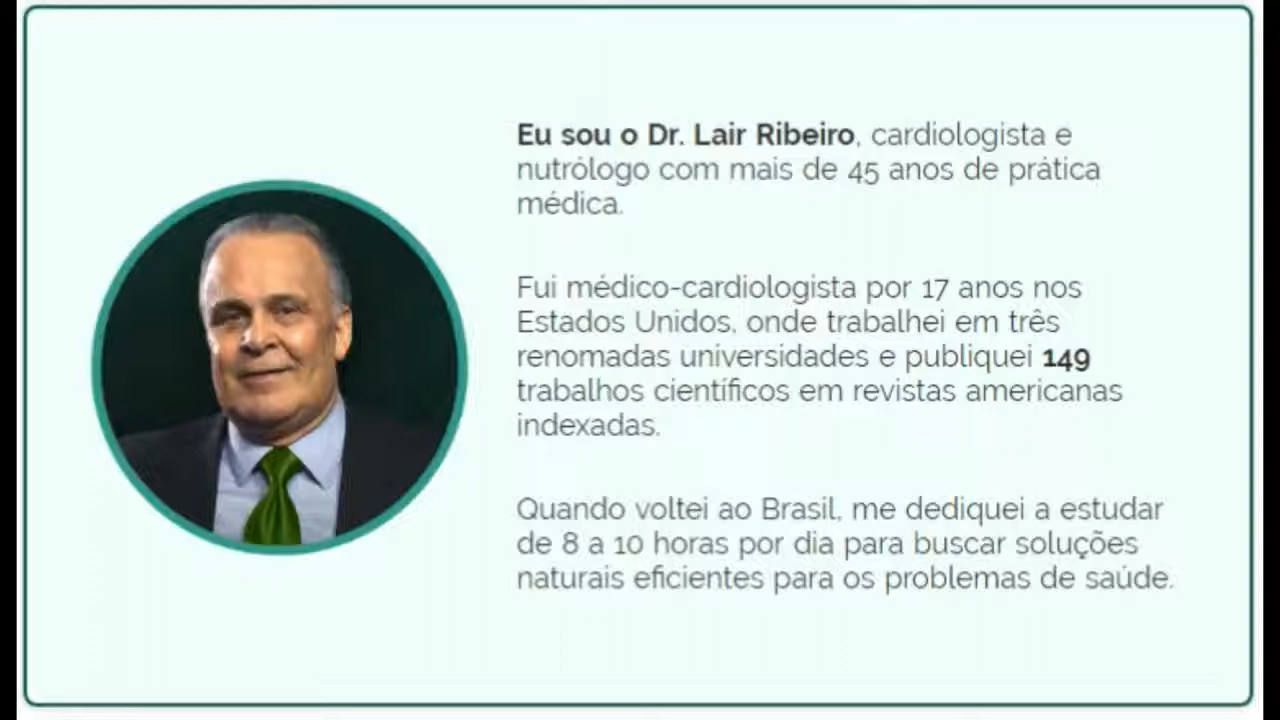 Eu sou o Dr. Lair Ribeiro, cardiologista e
nutrólogo com mais de 45 anos de prática
médica.
Fui médico-cardiologista por 17 anos nos
Estados Unidos, onde trabalhei em três
renomadas universidades e publiquei 149
trabalhos científicos em revistas americanas
indexadas.
Quando voltei ao Brasil, me dediquei a estudar
de 8 a 10 horas por dia para buscar soluções
naturais eficientes para os problemas de saúde.